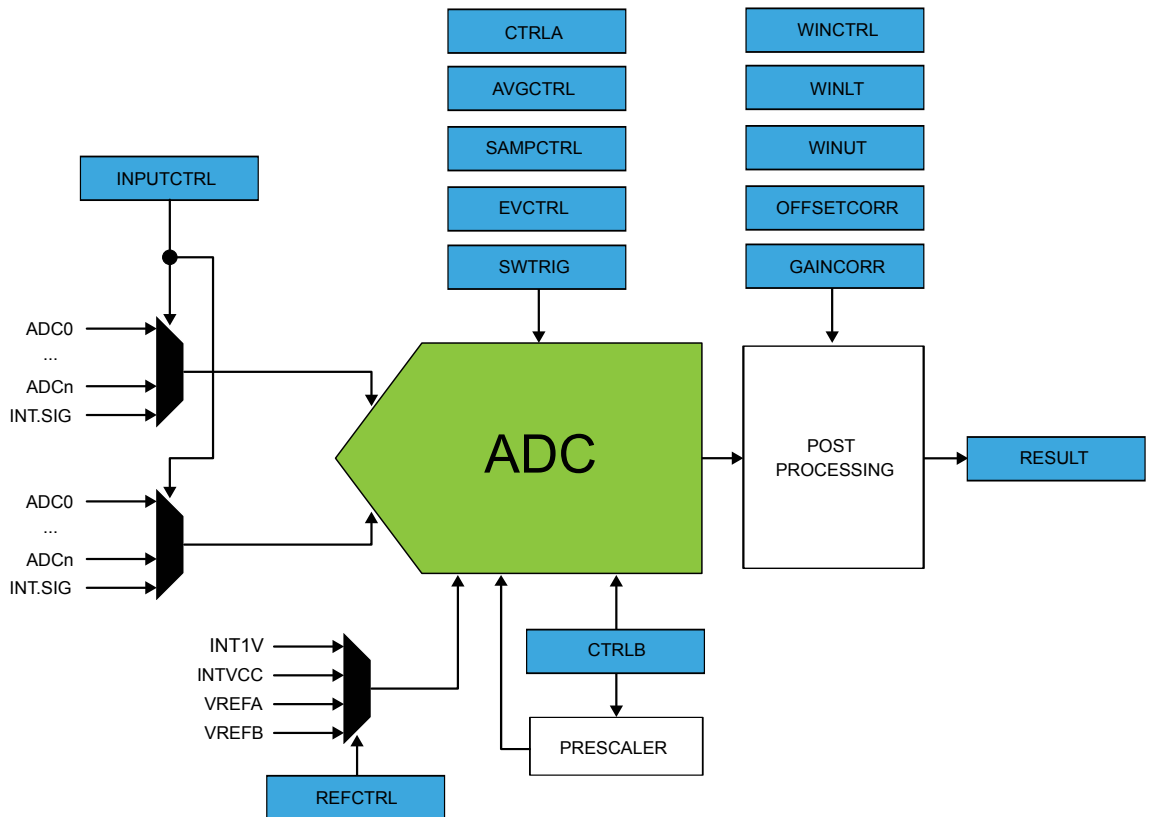 CTRLA
WINCTRL
AVGCTRL
WINLT
SAMPCTRL
WINUT
INPUTCTRL
EVCTRL
OFFSETCORR
SWTRIG
GAINCORR
ADC0
...
ADCn
INT.SIG
ADC
POST
PROCESSING
RESULT
ADC0
...
ADCn
INT.SIG
INT1V
INTVCC
VREFA
VREFB
CTRLB
PRESCALER
REFCTRL